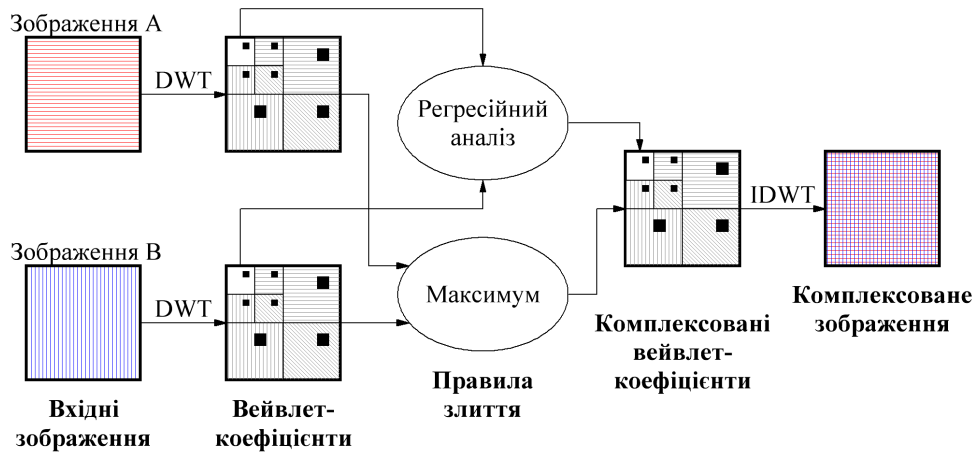 Зображення A
DWT
Регресійний
аналіз
IDWT
Зображення B
DWT
Максимум
Вхідні
зображення
Вейвлет-
коефіцієнти
Правила
злиття
Комплексовані
вейвлет-
коефіцієнти
Комплексоване
зображення